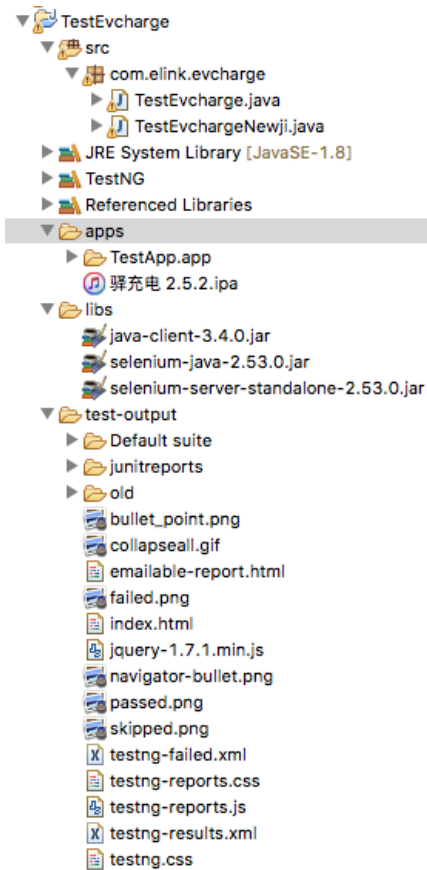 TestEvcharge
src
com.elink.evcharge
TestEvcharge.java
TestEvchargeNewji.java
JRE System Library [JavaSE-1.8]
TestNG
Referenced Libraries
apps
TestApp.app
驿充电 2.5.2.ipa
libs
java-client-3.4.0.jar
selenium-java-2.53.0.jar
selenium-server-standalone-2.53.0.jar
test-output
Default suite
junitreports
old
bullet_point.png
collapseall.gif
emailable-report.html
failed.png
index.html
jquery-1.7.1.min.js
navigator-bullet.png
passed.png
skipped.png
testng-failed.xml
testng-reports.css
testng-reports.js
testng-results.xml
testng.css